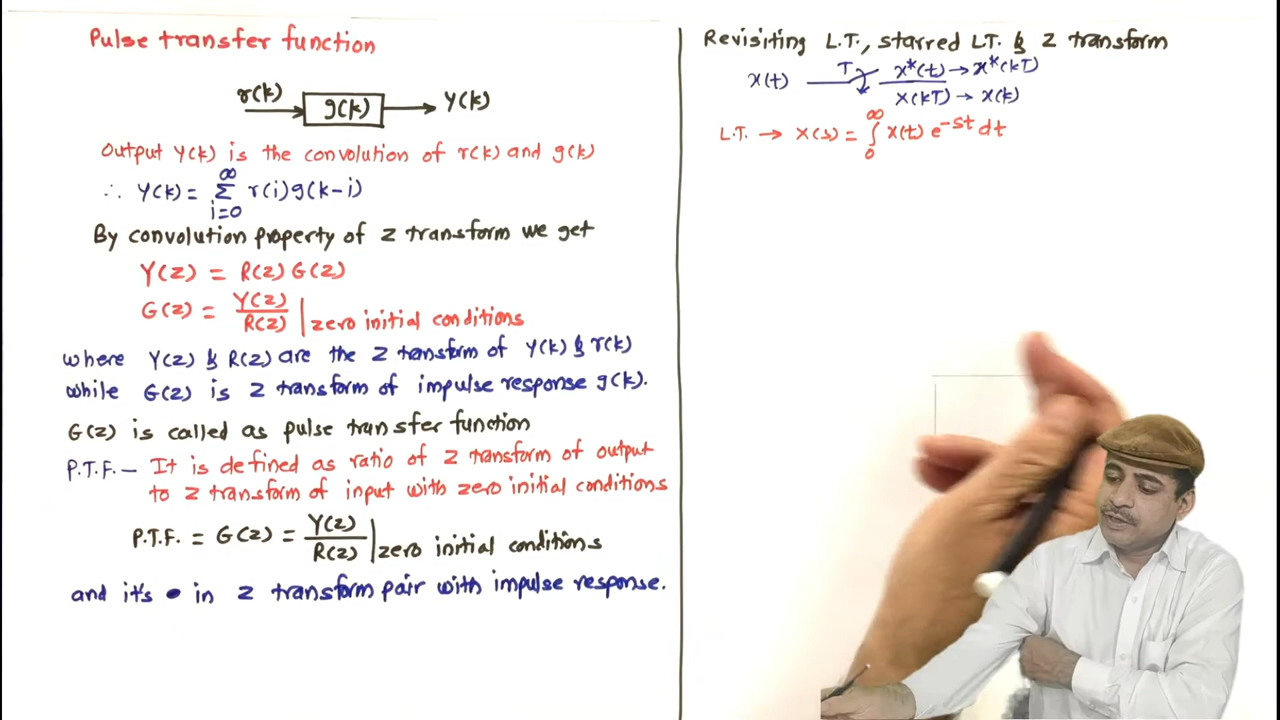 Pulse transfer function
r(k) g(k) Y(k)
Output Y(k) is the convolution of r(k) and g(k)
∴ Y(k) = ∞ Σ i=0 r(i)g(k-i)
By convolution property of z transform we get
Y(z) = R(z) G(z)
G(z) = Y(z)/R(z) | zero initial conditions
where Y(z) & R(z) are the z transform of Y(k) & r(k)
while G(z) is z transform of impulse response g(k).
G(z) is called as pulse transfer function
P.T.F. – It is defined as ratio of z transform of output
to z transform of input with zero initial conditions
P.T.F. = G(z) = Y(z)/R(z) | zero initial conditions
and it's in z transform pair with impulse response.
Revisiting L.T., starred L.T. & z transform
x(t) T x*(t) → x*(kT)
x(kT) → x(k)
L.T. → X(s) = ∞ ∫ 0 x(t) e^-st dt